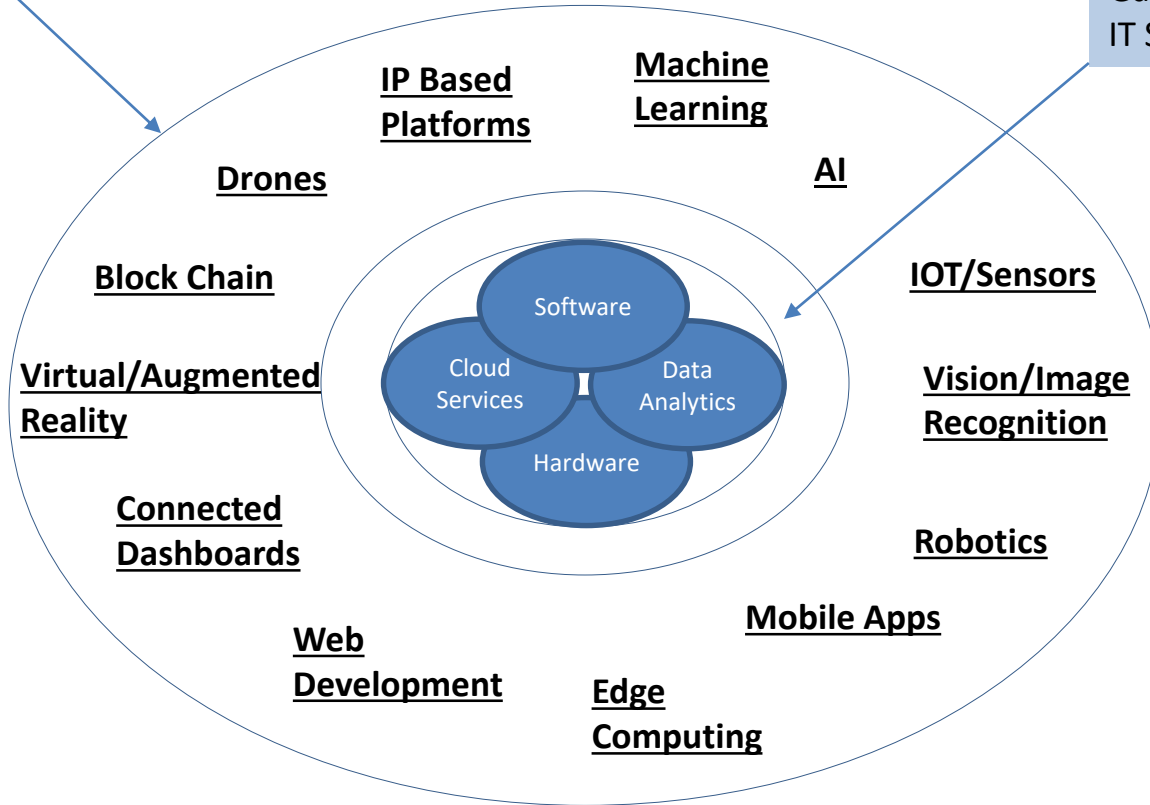 IT S
IP Based
Platforms
Machine
Learning
Drones
AI
Block Chain
IOT/Sensors
Software
Virtual/Augmented
Reality
Cloud
Services
Data
Analytics
Vision/Image
Recognition
Hardware
Connected
Dashboards
Robotics
Mobile Apps
Web
Development
Edge
Computing